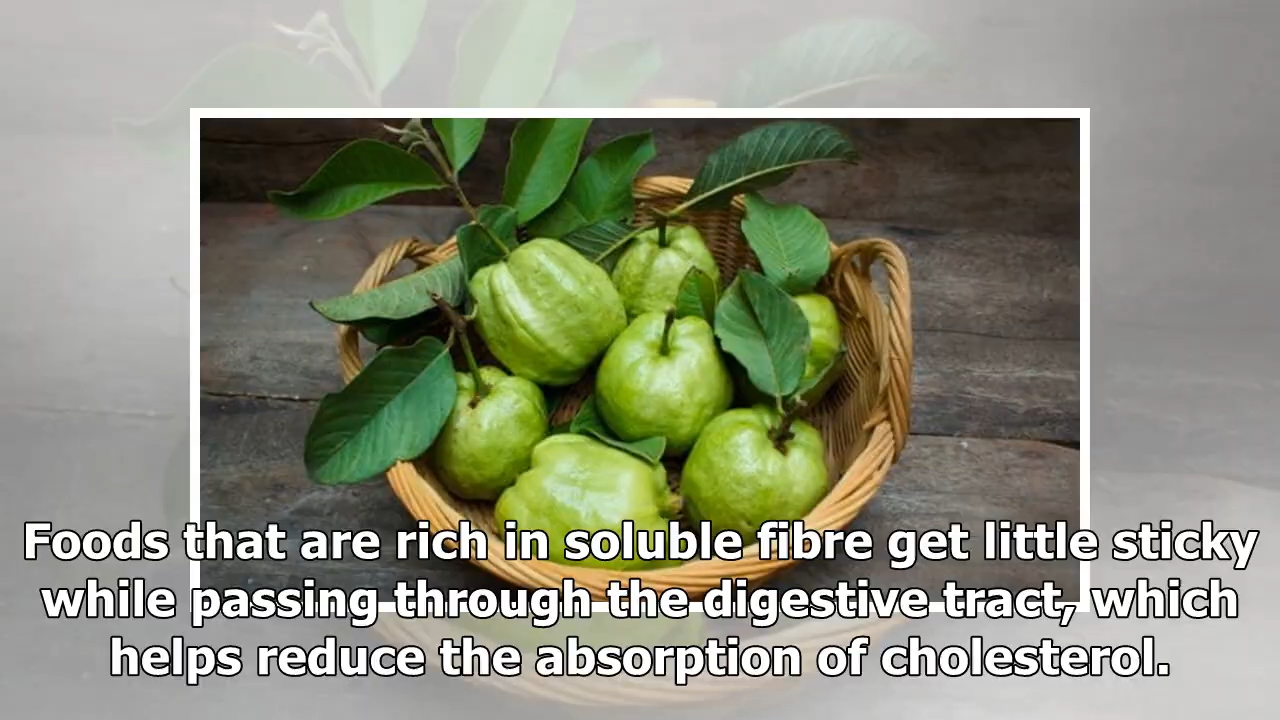 Foods that are rich in soluble fibre get little sticky
while passing through the digestive tract, which
helps reduce the absorption of cholesterol.